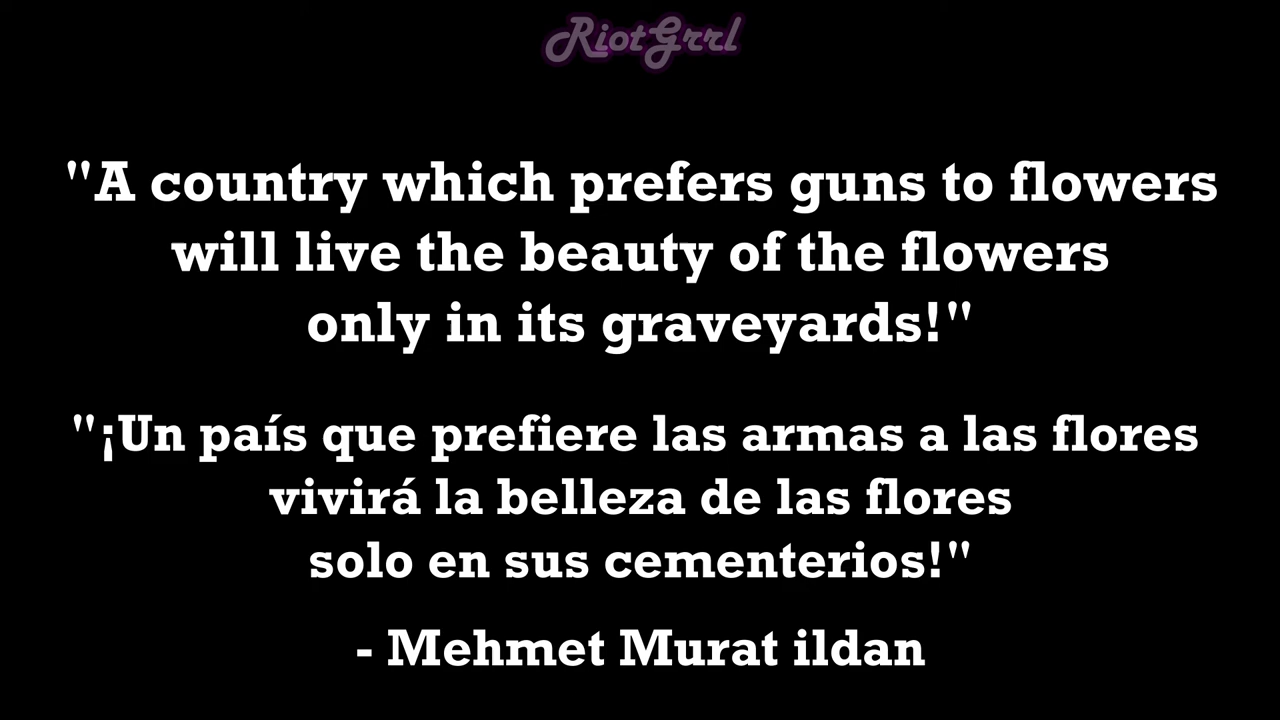 RiotGrrl
"A country which prefers guns to flowers
will live the beauty of the flowers
only in its graveyards!"
"¡Un país que prefiere las armas a las flores
vivirá la belleza de las flores
solo en sus cementerios!"
- Mehmet Murat ildan